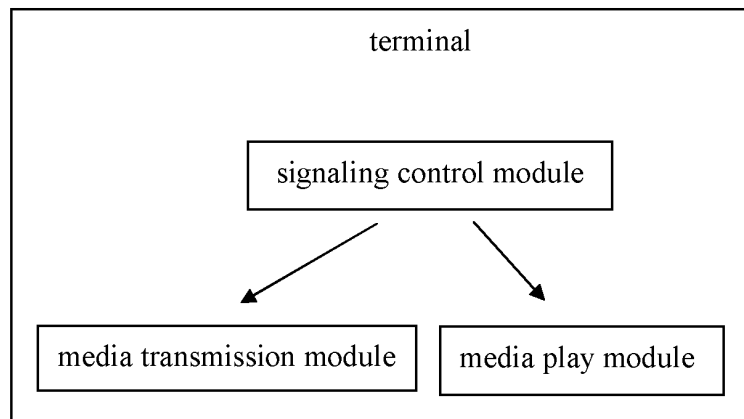 terminal
signaling control module
media transmission module
media play module